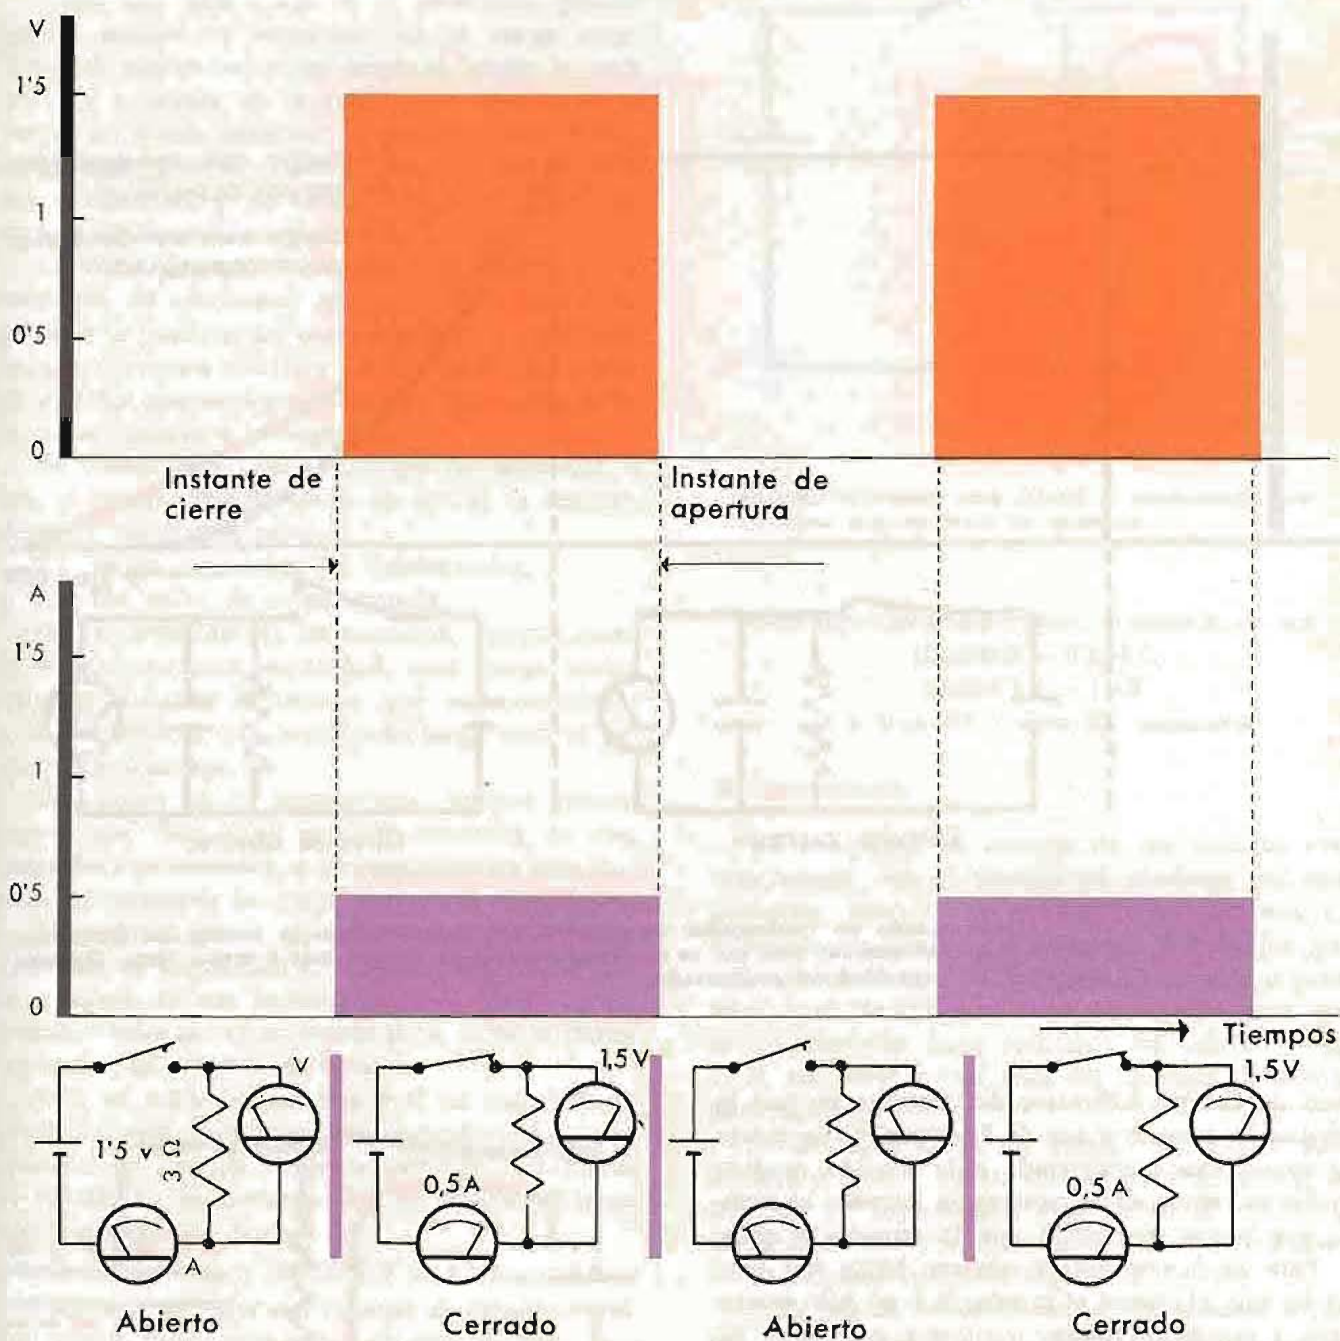 V
1'5
1
0'5
0
Instante de
cierre
Instante de
apertura
A
1'5
1
0'5
0
Tiempos
V
1'5 v
3 Ω
A
Abierto
1,5 V
0,5 A
Cerrado
Abierto
1,5 V
0,5 A
Cerrado